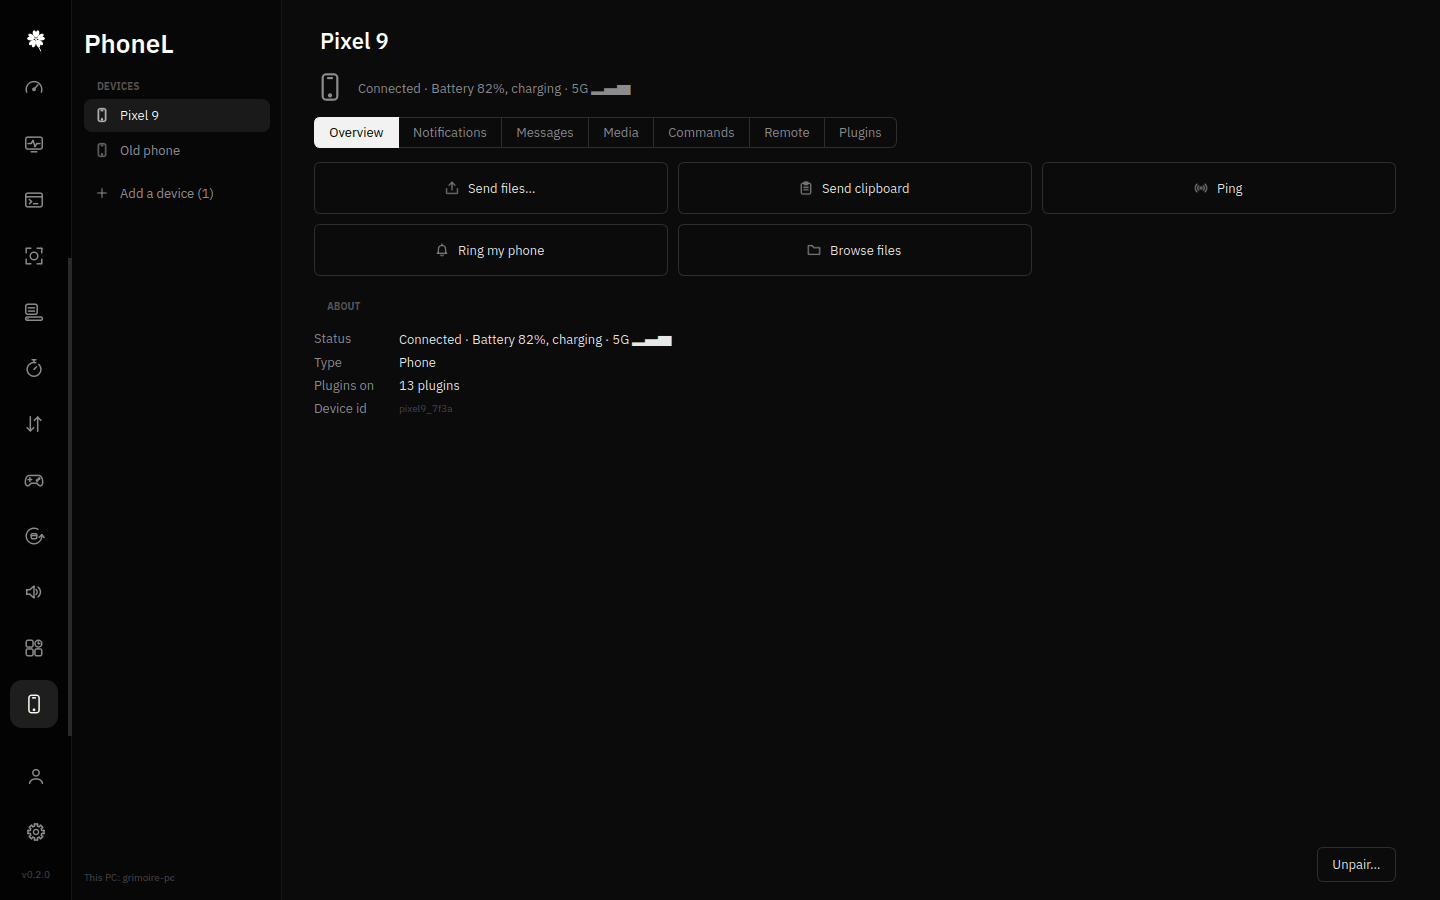 PhoneL
DEVICES
Pixel 9
Old phone
Add a device (1)
This PC: grimoire-pc
v0.2.0
Pixel 9
Connected · Battery 82%, charging · 5G ▂▃▄▅
Overview
Notifications
Messages
Media
Commands
Remote
Plugins
Send files...
Send clipboard
Ping
Ring my phone
Browse files
ABOUT
Status Connected · Battery 82%, charging · 5G ▂▃▄▅
Type Phone
Plugins on 13 plugins
Device id pixel9_7f3a
Unpair...